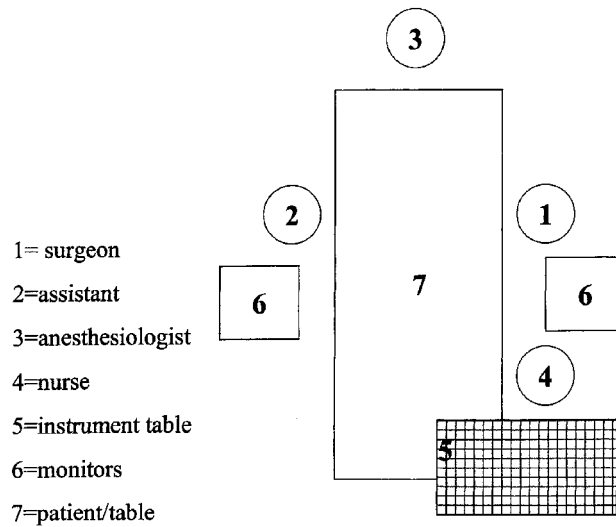 3
2
1
1= surgeon
7
6
6
2=assistant
3=anesthesiologist
4
4=nurse
5=instrument table
5
6=monitors
7=patient/table